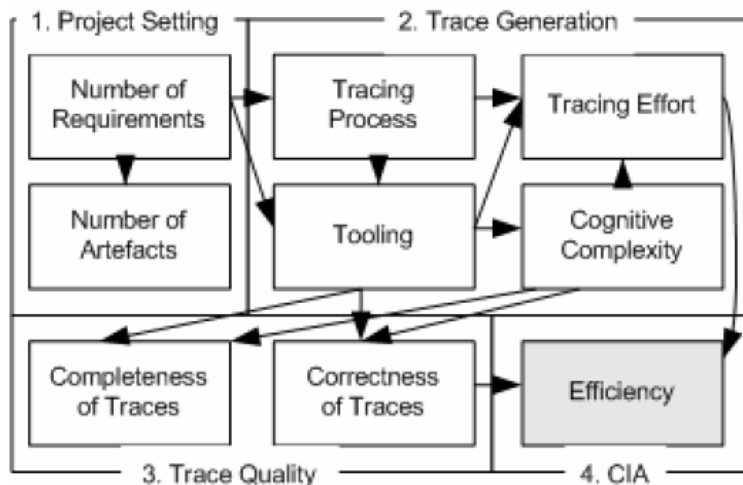 1. Project Setting
2. Trace Generation
Number of
Requirements
Tracing
Process
Tracing Effort
Number of
Artefacts
Tooling
Cognitive
Complexity
Completeness
of Traces
Correctness
of Traces
Efficiency
3. Trace Quality
4. CIA